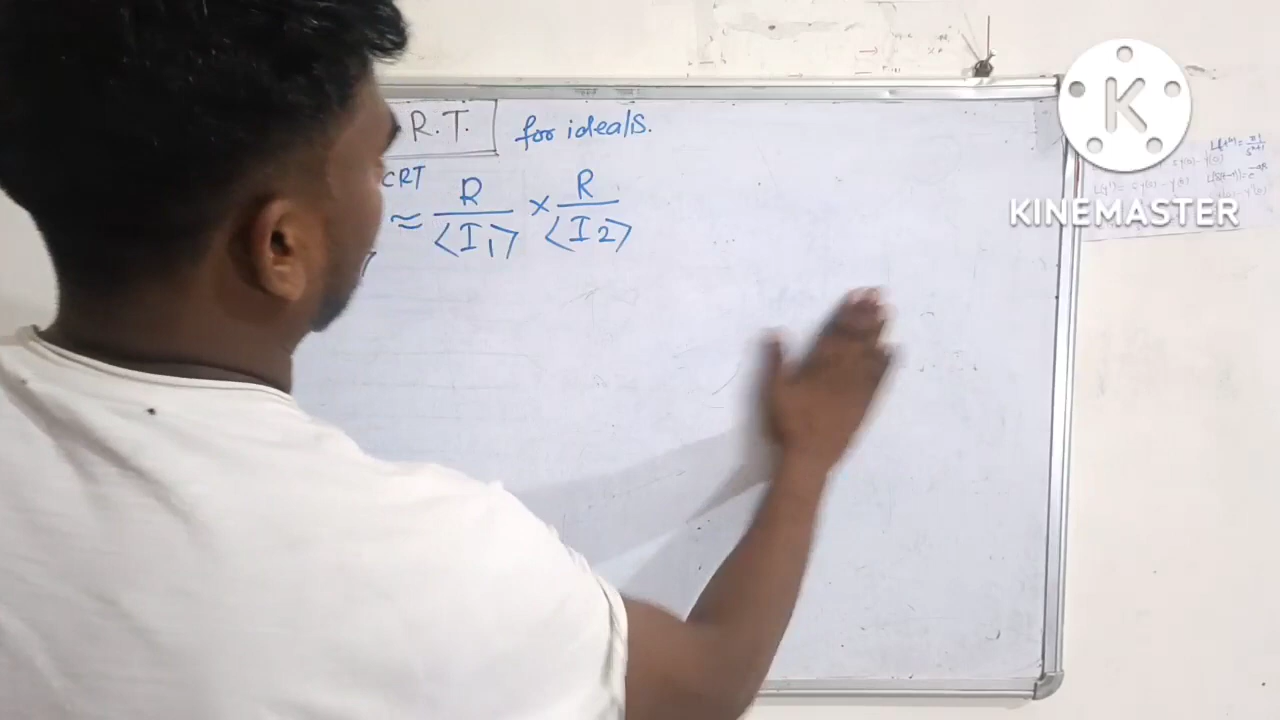 R.T. for ideals.
CRT
≈ R/<I₁> × R/<I₂>
K
KINEMASTER